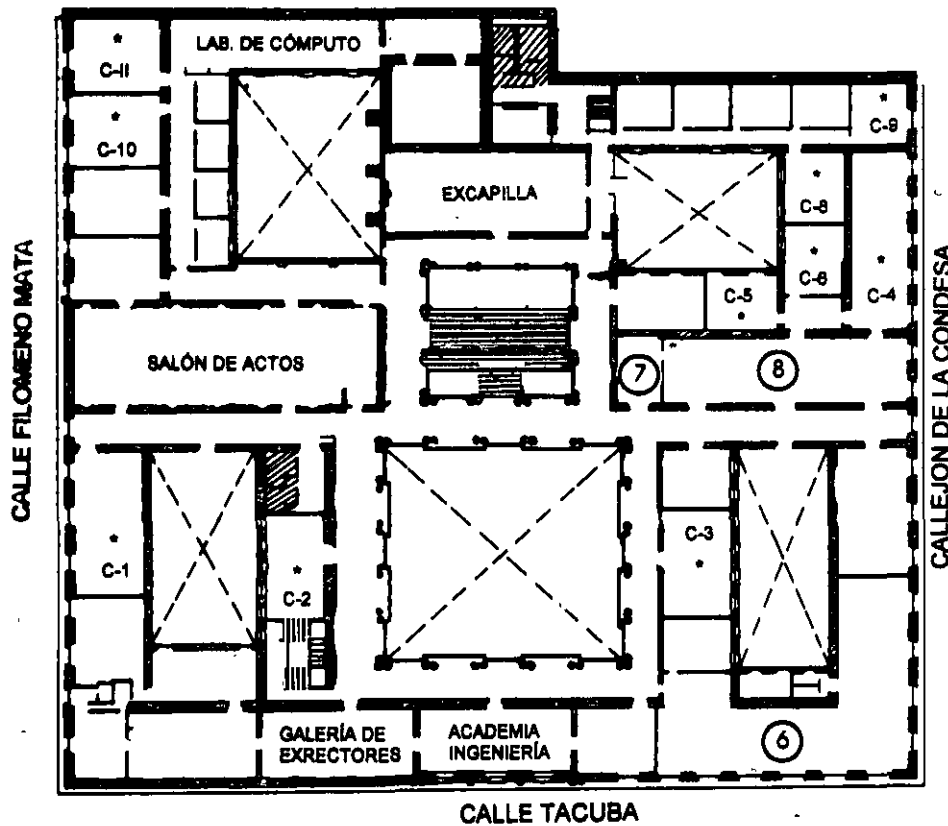 LAB. DE CÓMPUTO
C-11
C-10
C-9
EXCAPILLA
C-8
C-6
C-4
C-5
SALÓN DE ACTOS
7
8
CALLE FILOMENO MATA
CALLEJON DE LA CONDESA
C-1
C-2
C-3
GALERÍA DE
EXRECTORES
ACADEMIA
INGENIERÍA
6
CALLE TACUBA